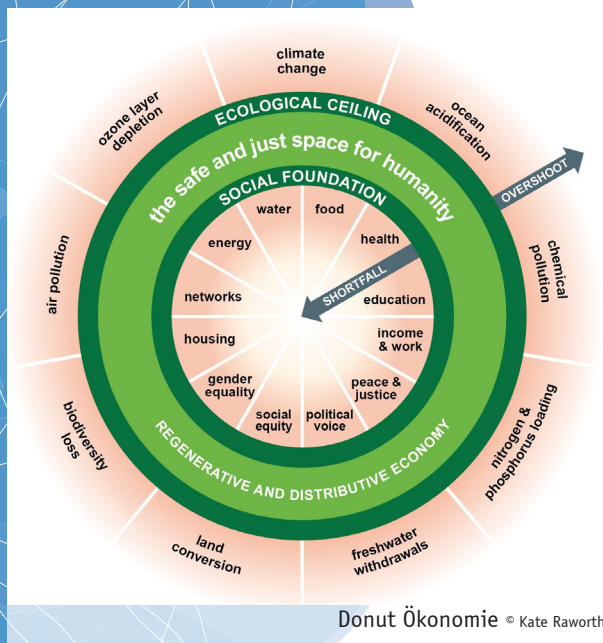 climate
change
ocean
acidification
OVERSHOOT
chemical
pollution
nitrogen &
phosphorus loading
freshwater
withdrawals
land
conversion
biodiversity
loss
air pollution
ozone layer
depletion
ECOLOGICAL CEILING
the safe and just space for humanity
SOCIAL FOUNDATION
water
food
health
SHORTFALL
education
income
& work
peace &
justice
political
voice
social
equity
gender
equality
housing
networks
energy
REGENERATIVE AND DISTRIBUTIVE ECONOMY
Donut Ökonomie © Kate Raworth